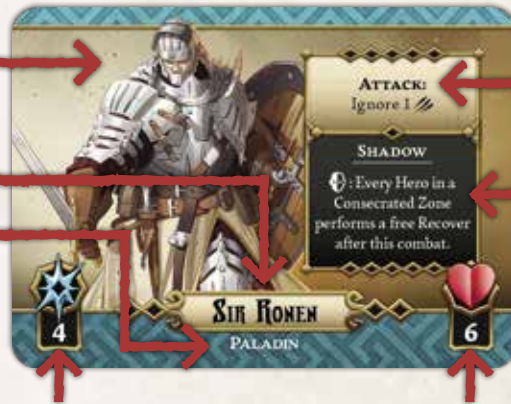 ATTACK:
Ignore 1
SHADOW
: Every Hero in a
Consecrated Zone
performs a free Recover
after this combat.
4
SIR RONEN
6
PALADIN